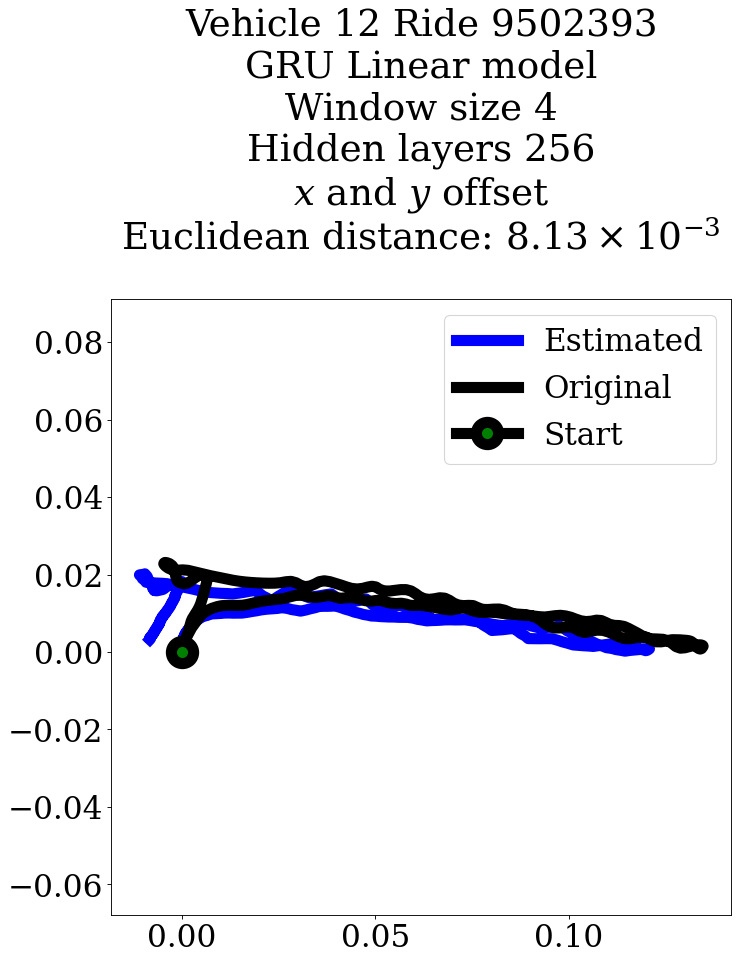 Vehicle 12 Ride 9502393
GRU Linear model
Window size 4
Hidden layers 256
x and y offset
Euclidean distance: 8.13 × 10⁻³
Estimated
Original
Start
0.08
0.06
0.04
0.02
0.00
−0.02
−0.04
−0.06
0.00 0.05 0.10